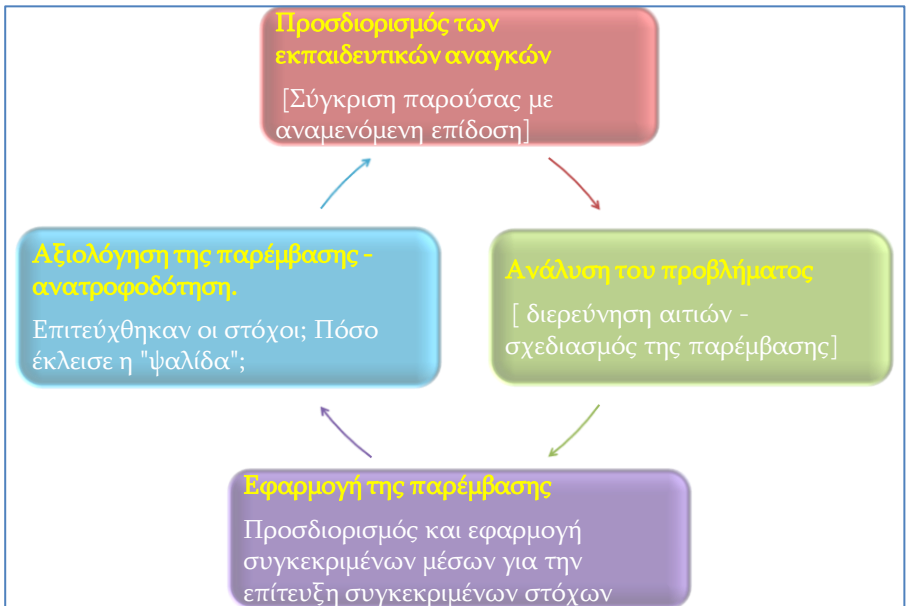 Προσδιορισμός των
εκπαιδευτικών αναγκών
[Σύγκριση παρούσας με
αναμενόμενη επίδοση]
Ανάλυση του προβλήματος
[ διερεύνηση αιτιών -
σχεδιασμός της παρέμβασης]
Εφαρμογή της παρέμβασης
Προσδιορισμός και εφαρμογή
συγκεκριμένων μέσων για την
επίτευξη συγκεκριμένων στόχων
Αξιολόγηση της παρέμβασης -
ανατροφοδότηση.
Επιτεύχθηκαν οι στόχοι; Πόσο
έκλεισε η "ψαλίδα";